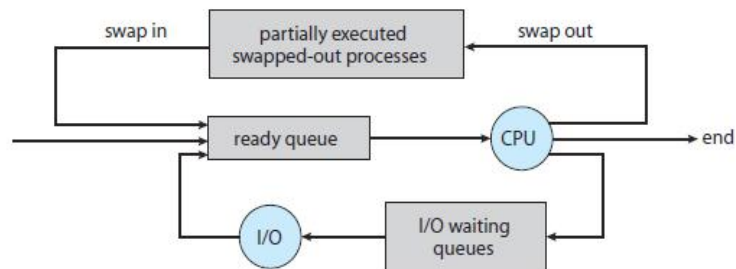 swap in
partially executed
swapped-out processes
swap out
ready queue
CPU
end
I/O
I/O waiting
queues